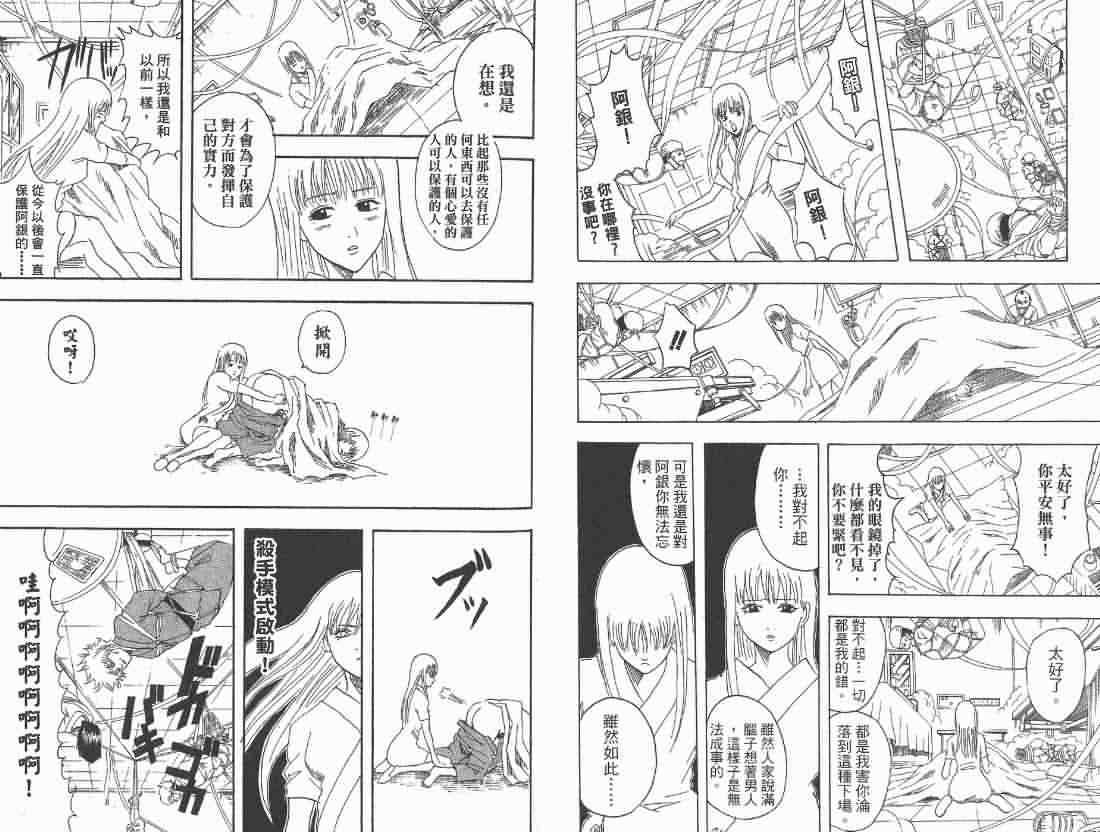 阿銀！
阿銀！
阿銀！
你在哪裡？
沒事吧？
!!
太好了，
你平安無事！
我的眼鏡掉了，
什麼都看不見，
你不要緊吧？
太好了。
對不起…一切
都是我的錯。
都是我害你淪
落到這種下場。
…我對不起
你………
雖然人家說滿
腦子想著男人
，這樣子是無
法成事的。
可是我還是對
阿銀你無法忘
懷，
雖然如此……
我還是
在想。
比起那些沒有任
何東西可以去保護
的人，有個心愛的
人可以保護的人，
才會為了保護
對方而發揮自
己的實力。
所以我還是和
以前一樣，
從今以後會一直
保護阿銀的……
掀開
哎呀！
ブッ
殺手模式啟動！
ドカ
バキ
ドカ
哇啊啊啊啊啊啊啊！